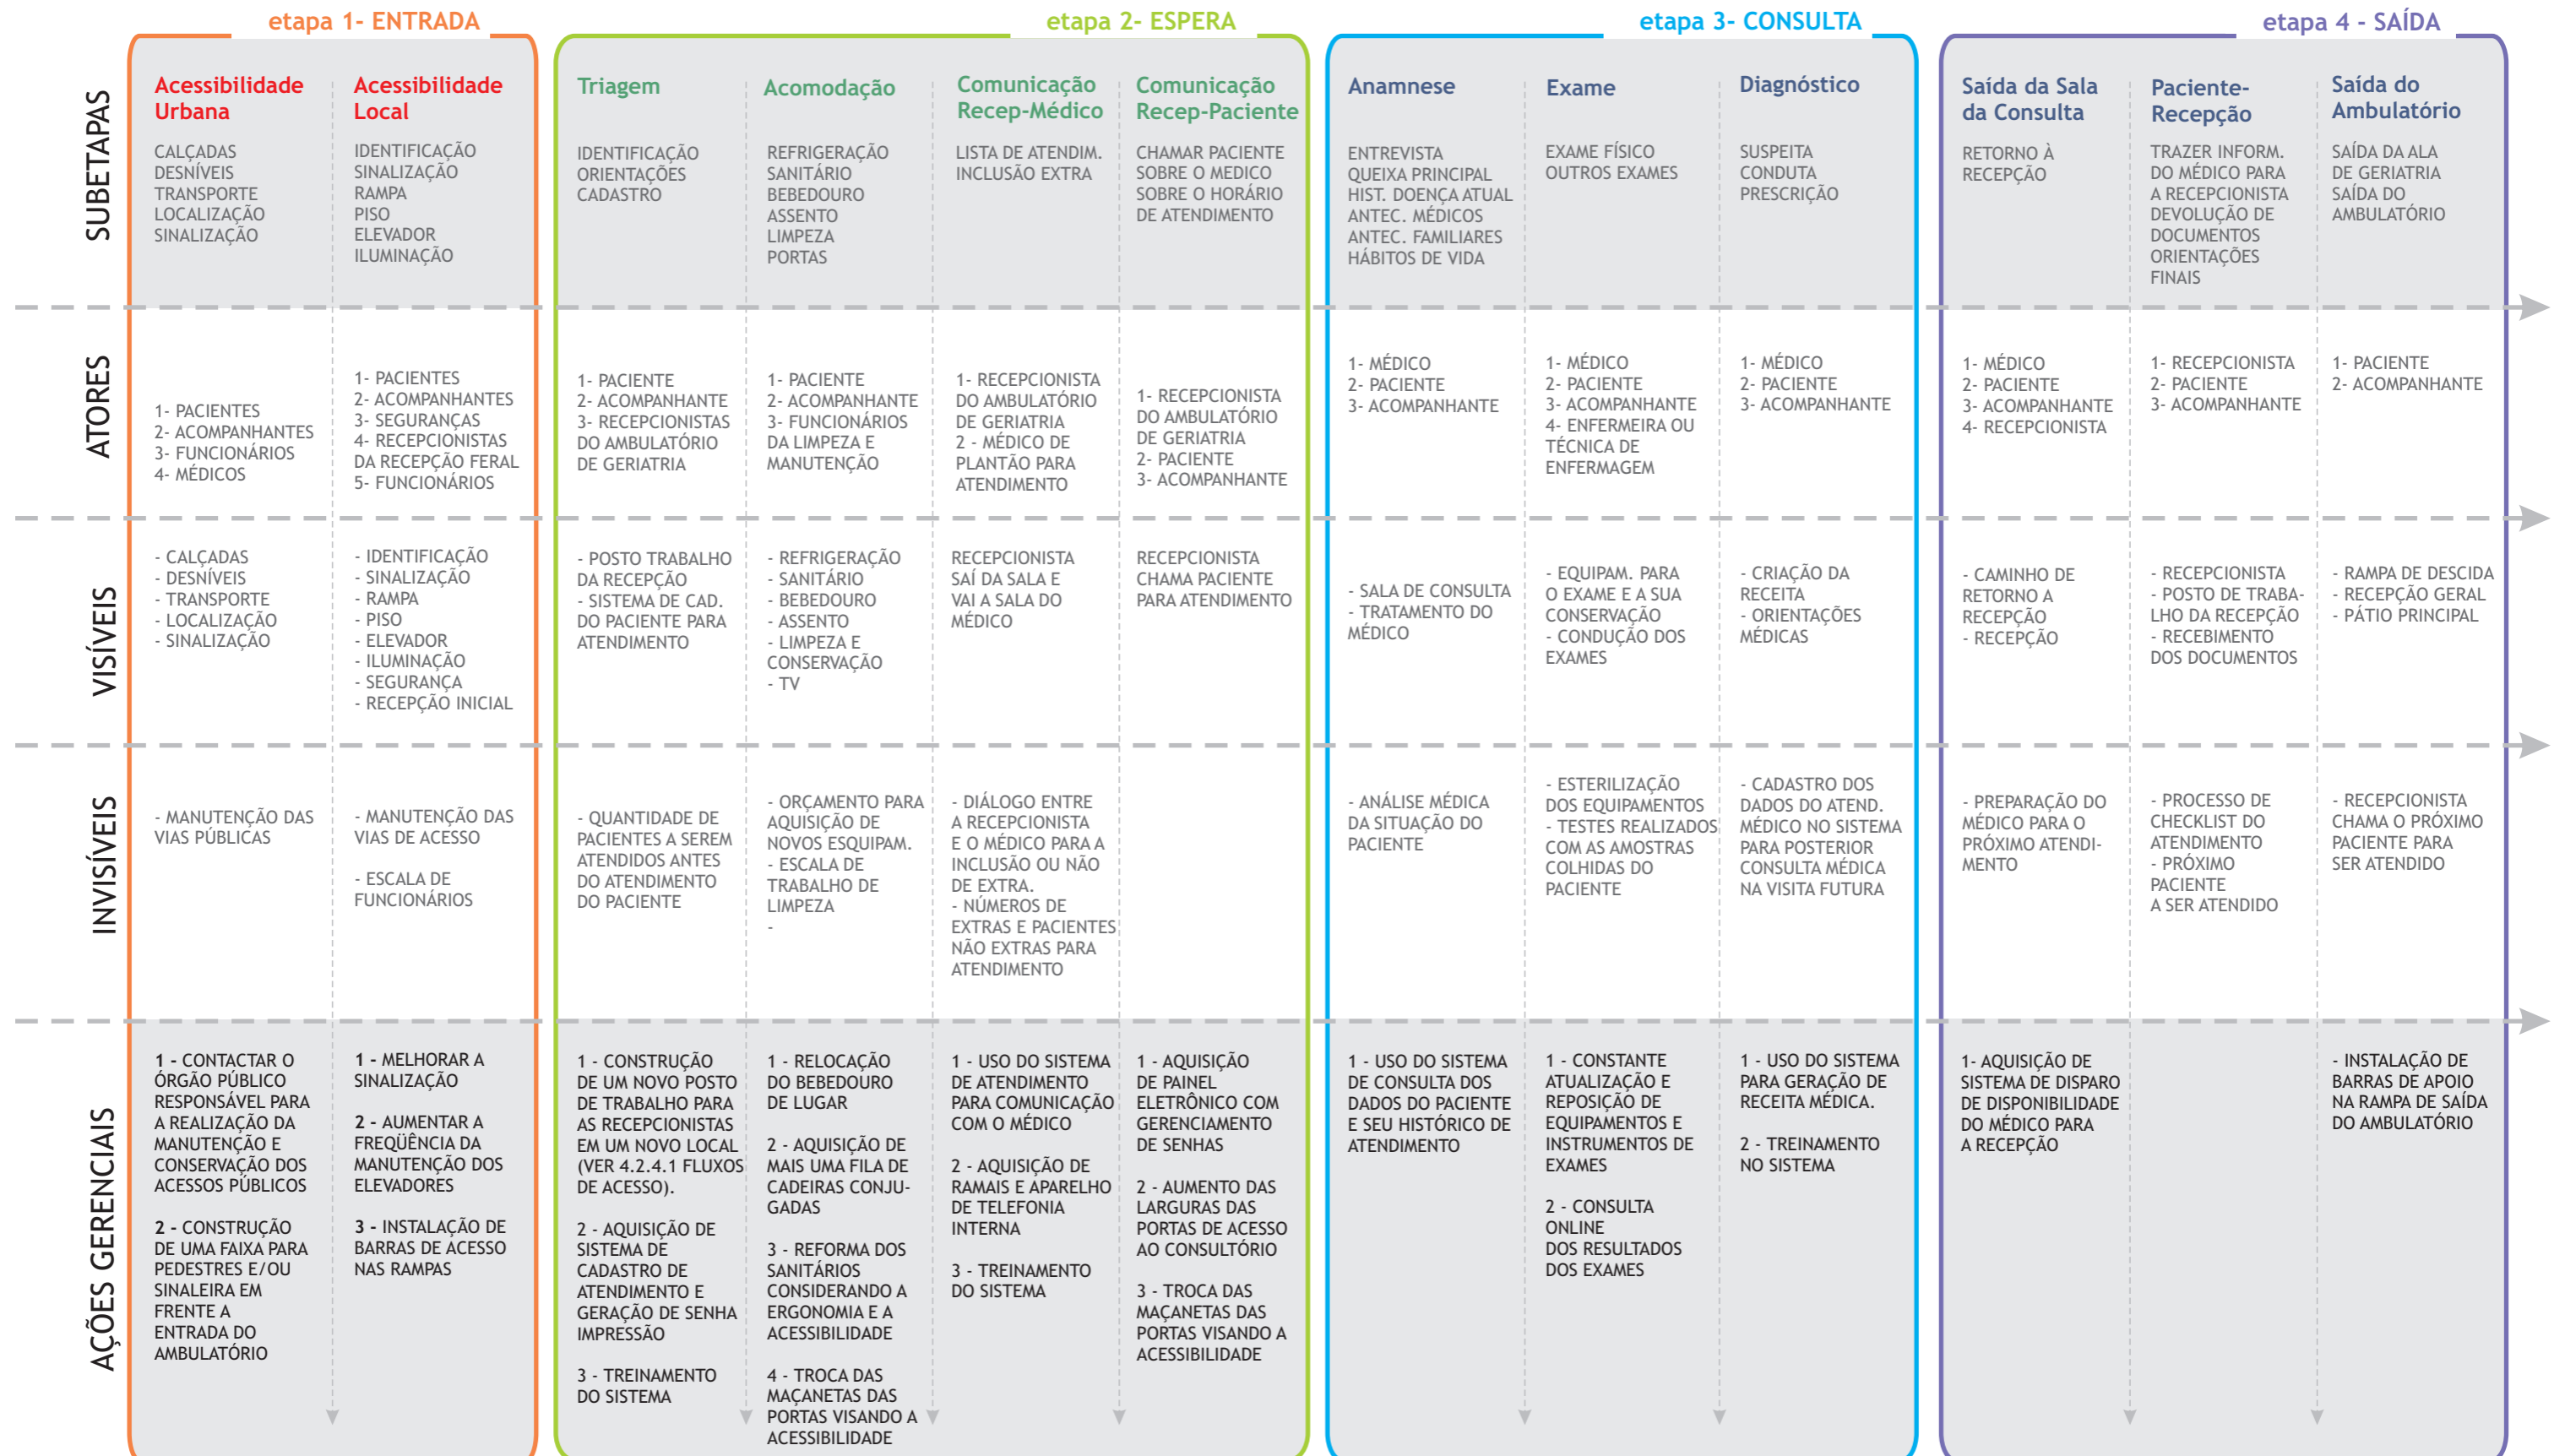 etapa 1- ENTRADA
etapa 2- ESPERA
etapa 3- CONSULTA
etapa 4 - SAÍDA
SUBETAPAS
Acessibilidade
Urbana
CALÇADAS
DESNÍVEIS
TRANSPORTE
LOCALIZAÇÃO
SINALIZAÇÃO
Acessibilidade
Local
IDENTIFICAÇÃO
SINALIZAÇÃO
RAMPA
PISO
ELEVADOR
ILUMINAÇÃO
Triagem
IDENTIFICAÇÃO
ORIENTAÇÕES
CADASTRO
Acomodação
REFRIGERAÇÃO
SANITÁRIO
BEBEDOURO
ASSENTO
LIMPEZA
PORTAS
Comunicação
Recep-Médico
LISTA DE ATENDIM.
INCLUSÃO EXTRA
Comunicação
Recep-Paciente
CHAMAR PACIENTE
SOBRE O MEDICO
SOBRE O HORÁRIO
DE ATENDIMENTO
Anamnese
ENTREVISTA
QUEIXA PRINCIPAL
HIST. DOENÇA ATUAL
ANTEC. MÉDICOS
ANTEC. FAMILIARES
HÁBITOS DE VIDA
Exame
EXAME FÍSICO
OUTROS EXAMES
Diagnóstico
SUSPEITA
CONDUTA
PRESCRIÇÃO
Saída da Sala
da Consulta
RETORNO À
RECEPÇÃO
Paciente-
Recepção
TRAZER INFORM.
DO MÉDICO PARA
A RECEPCIONISTA
DEVOLUÇÃO DE
DOCUMENTOS
ORIENTAÇÕES
FINAIS
Saída do
Ambulatório
SAÍDA DA ALA
DE GERIATRIA
SAÍDA DO
AMBULATÓRIO
ATORES
1- PACIENTES
2- ACOMPANHANTES
3- FUNCIONÁRIOS
4- MÉDICOS
1- PACIENTES
2- ACOMPANHANTES
3- SEGURANÇAS
4- RECEPCIONISTAS
DA RECEPÇÃO FERAL
5- FUNCIONÁRIOS
1- PACIENTE
2- ACOMPANHANTE
3- RECEPCIONISTAS
DO AMBULATÓRIO
DE GERIATRIA
1- PACIENTE
2- ACOMPANHANTE
3- FUNCIONÁRIOS
DA LIMPEZA E
MANUTENÇÃO
1- RECEPCIONISTA
DO AMBULATÓRIO
DE GERIATRIA
2 - MÉDICO DE
PLANTÃO PARA
ATENDIMENTO
1- RECEPCIONISTA
DO AMBULATÓRIO
DE GERIATRIA
2- PACIENTE
3- ACOMPANHANTE
1- MÉDICO
2- PACIENTE
3- ACOMPANHANTE
1- MÉDICO
2- PACIENTE
3- ACOMPANHANTE
4- ENFERMEIRA OU
TÉCNICA DE
ENFERMAGEM
1- MÉDICO
2- PACIENTE
3- ACOMPANHANTE
1- MÉDICO
2- PACIENTE
3- ACOMPANHANTE
4- RECEPCIONISTA
1- RECEPCIONISTA
2- PACIENTE
3- ACOMPANHANTE
1- PACIENTE
2- ACOMPANHANTE
VISÍVEIS
- CALÇADAS
- DESNÍVEIS
- TRANSPORTE
- LOCALIZAÇÃO
- SINALIZAÇÃO
- IDENTIFICAÇÃO
- SINALIZAÇÃO
- RAMPA
- PISO
- ELEVADOR
- ILUMINAÇÃO
- SEGURANÇA
- RECEPÇÃO INICIAL
- POSTO TRABALHO
DA RECEPÇÃO
- SISTEMA DE CAD.
DO PACIENTE PARA
ATENDIMENTO
- REFRIGERAÇÃO
- SANITÁRIO
- BEBEDOURO
- ASSENTO
- LIMPEZA E
CONSERVAÇÃO
- TV
RECEPCIONISTA
SAÍ DA SALA E
VAI A SALA DO
MÉDICO
RECEPCIONISTA
CHAMA PACIENTE
PARA ATENDIMENTO
- SALA DE CONSULTA
- TRATAMENTO DO
MÉDICO
- EQUIPAM. PARA
O EXAME E A SUA
CONSERVAÇÃO
- CONDUÇÃO DOS
EXAMES
- CRIAÇÃO DA
RECEITA
- ORIENTAÇÕES
MÉDICAS
- CAMINHO DE
RETORNO A
RECEPÇÃO
- RECEPÇÃO
- RECEPCIONISTA
- POSTO DE TRABA-
LHO DA RECEPÇÃO
- RECEBIMENTO
DOS DOCUMENTOS
- RAMPA DE DESCIDA
- RECEPÇÃO GERAL
- PÁTIO PRINCIPAL
INVISÍVEIS
- MANUTENÇÃO DAS
VIAS PÚBLICAS
- MANUTENÇÃO DAS
VIAS DE ACESSO
- ESCALA DE
FUNCIONÁRIOS
- QUANTIDADE DE
PACIENTES A SEREM
ATENDIDOS ANTES
DO ATENDIMENTO
DO PACIENTE
- ORÇAMENTO PARA
AQUISIÇÃO DE
NOVOS ESQUIPAM.
- ESCALA DE
TRABALHO DE
LIMPEZA
-
- DIÁLOGO ENTRE
A RECEPCIONISTA
E O MÉDICO PARA A
INCLUSÃO OU NÃO
DE EXTRA.
- NÚMEROS DE
EXTRAS E PACIENTES
NÃO EXTRAS PARA
ATENDIMENTO
- ANÁLISE MÉDICA
DA SITUAÇÃO DO
PACIENTE
- ESTERILIZAÇÃO
DOS EQUIPAMENTOS
- TESTES REALIZADOS
COM AS AMOSTRAS
COLHIDAS DO
PACIENTE
- CADASTRO DOS
DADOS DO ATEND.
MÉDICO NO SISTEMA
PARA POSTERIOR
CONSULTA MÉDICA
NA VISITA FUTURA
- PREPARAÇÃO DO
MÉDICO PARA O
PRÓXIMO ATENDI-
MENTO
- PROCESSO DE
CHECKLIST DO
ATENDIMENTO
- PRÓXIMO
PACIENTE
A SER ATENDIDO
- RECEPCIONISTA
CHAMA O PRÓXIMO
PACIENTE PARA
SER ATENDIDO
AÇÕES GERENCIAIS
1 - CONTACTAR O
ÓRGÃO PÚBLICO
RESPONSÁVEL PARA
A REALIZAÇÃO DA
MANUTENÇÃO E
CONSERVAÇÃO DOS
ACESSOS PÚBLICOS
2 - CONSTRUÇÃO
DE UMA FAIXA PARA
PEDESTRES E/OU
SINALEIRA EM
FRENTE A
ENTRADA DO
AMBULATÓRIO
1 - MELHORAR A
SINALIZAÇÃO
2 - AUMENTAR A
FREQÜÊNCIA DA
MANUTENÇÃO DOS
ELEVADORES
3 - INSTALAÇÃO DE
BARRAS DE ACESSO
NAS RAMPAS
1 - CONSTRUÇÃO
DE UM NOVO POSTO
DE TRABALHO PARA
AS RECEPCIONISTAS
EM UM NOVO LOCAL
(VER 4.2.4.1 FLUXOS
DE ACESSO).
2 - AQUISIÇÃO DE
SISTEMA DE
CADASTRO DE
ATENDIMENTO E
GERAÇÃO DE SENHA
IMPRESSÃO
3 - TREINAMENTO
DO SISTEMA
1 - RELOCAÇÃO
DO BEBEDOURO
DE LUGAR
2 - AQUISIÇÃO DE
MAIS UMA FILA DE
CADEIRAS CONJU-
GADAS
3 - REFORMA DOS
SANITÁRIOS
CONSIDERANDO A
ERGONOMIA E A
ACESSIBILIDADE
4 - TROCA DAS
MAÇANETAS DAS
PORTAS VISANDO A
ACESSIBILIDADE
1 - USO DO SISTEMA
DE ATENDIMENTO
PARA COMUNICAÇÃO
COM O MÉDICO
2 - AQUISIÇÃO DE
RAMAIS E APARELHO
DE TELEFONIA
INTERNA
3 - TREINAMENTO
DO SISTEMA
1 - AQUISIÇÃO
DE PAINEL
ELETRÔNICO COM
GERENCIAMENTO
DE SENHAS
2 - AUMENTO DAS
LARGURAS DAS
PORTAS DE ACESSO
AO CONSULTÓRIO
3 - TROCA DAS
MAÇANETAS DAS
PORTAS VISANDO A
ACESSIBILIDADE
1 - USO DO SISTEMA
DE CONSULTA DOS
DADOS DO PACIENTE
E SEU HISTÓRICO DE
ATENDIMENTO
1 - CONSTANTE
ATUALIZAÇÃO E
REPOSIÇÃO DE
EQUIPAMENTOS E
INSTRUMENTOS DE
EXAMES
2 - CONSULTA
ONLINE
DOS RESULTADOS
DOS EXAMES
1 - USO DO SISTEMA
PARA GERAÇÃO DE
RECEITA MÉDICA.
2 - TREINAMENTO
NO SISTEMA
1- AQUISIÇÃO DE
SISTEMA DE DISPARO
DE DISPONIBILIDADE
DO MÉDICO PARA
A RECEPÇÃO
- INSTALAÇÃO DE
BARRAS DE APOIO
NA RAMPA DE SAÍDA
DO AMBULATÓRIO